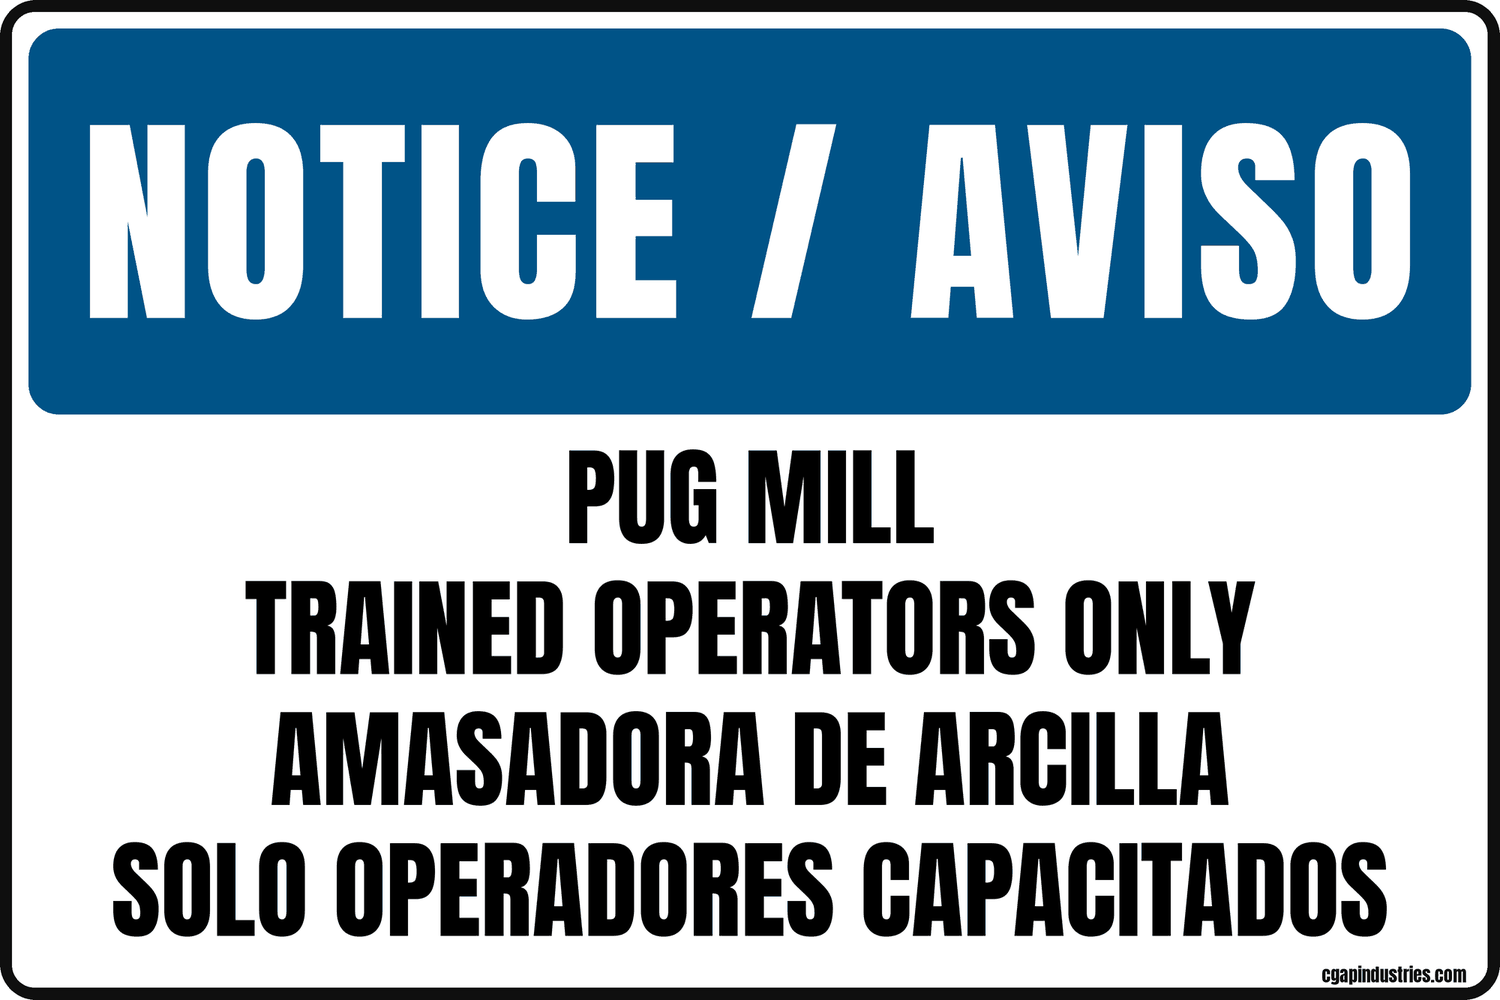 NOTICE / AVISO
PUG MILL
TRAINED OPERATORS ONLY
AMASADORA DE ARCILLA
SOLO OPERADORES CAPACITADOS
cgapindustries.com